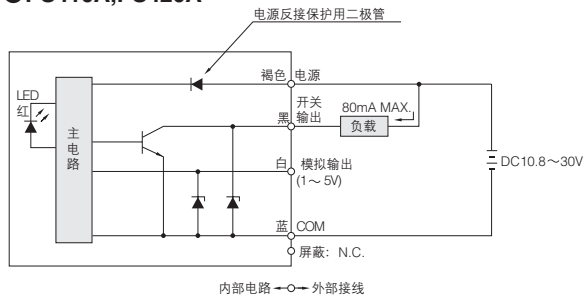 电源反接保护用二极管
褐色 电源
LED
红
开关
黑 输出
80mA MAX.
负载
主
电
路
白 模拟输出
(1～5V)
DC10.8～30V
蓝 COM
屏蔽：N.C.
内部电路 外部接线